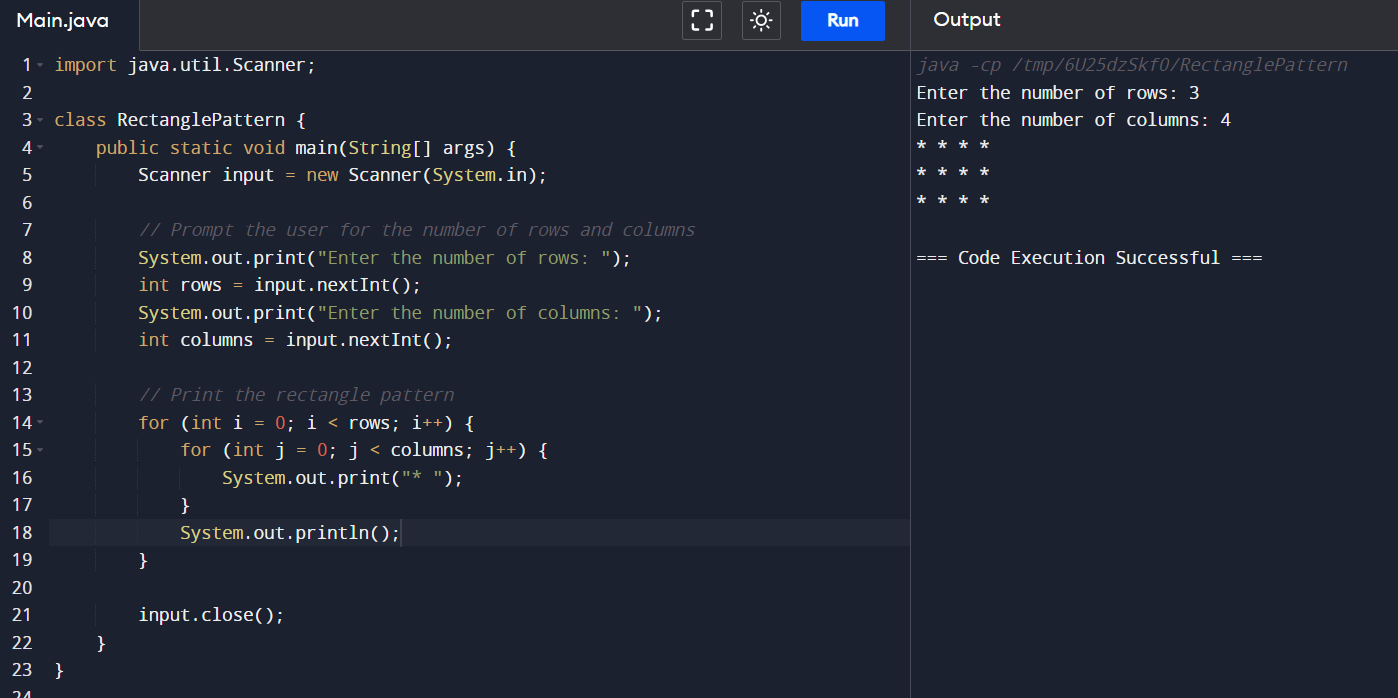 Main.java
Run
Output
1 import java.util.Scanner;
2
3 class RectanglePattern {
4     public static void main(String[] args) {
5         Scanner input = new Scanner(System.in);
6
7         // Prompt the user for the number of rows and columns
8         System.out.print("Enter the number of rows: ");
9         int rows = input.nextInt();
10         System.out.print("Enter the number of columns: ");
11         int columns = input.nextInt();
12
13         // Print the rectangle pattern
14         for (int i = 0; i < rows; i++) {
15             for (int j = 0; j < columns; j++) {
16                 System.out.print("* ");
17             }
18             System.out.println();
19         }
20
21         input.close();
22     }
23 }
24
java -cp /tmp/6U25dzSkfO/RectanglePattern
Enter the number of rows: 3
Enter the number of columns: 4
* * * *
* * * *
* * * *
=== Code Execution Successful ===